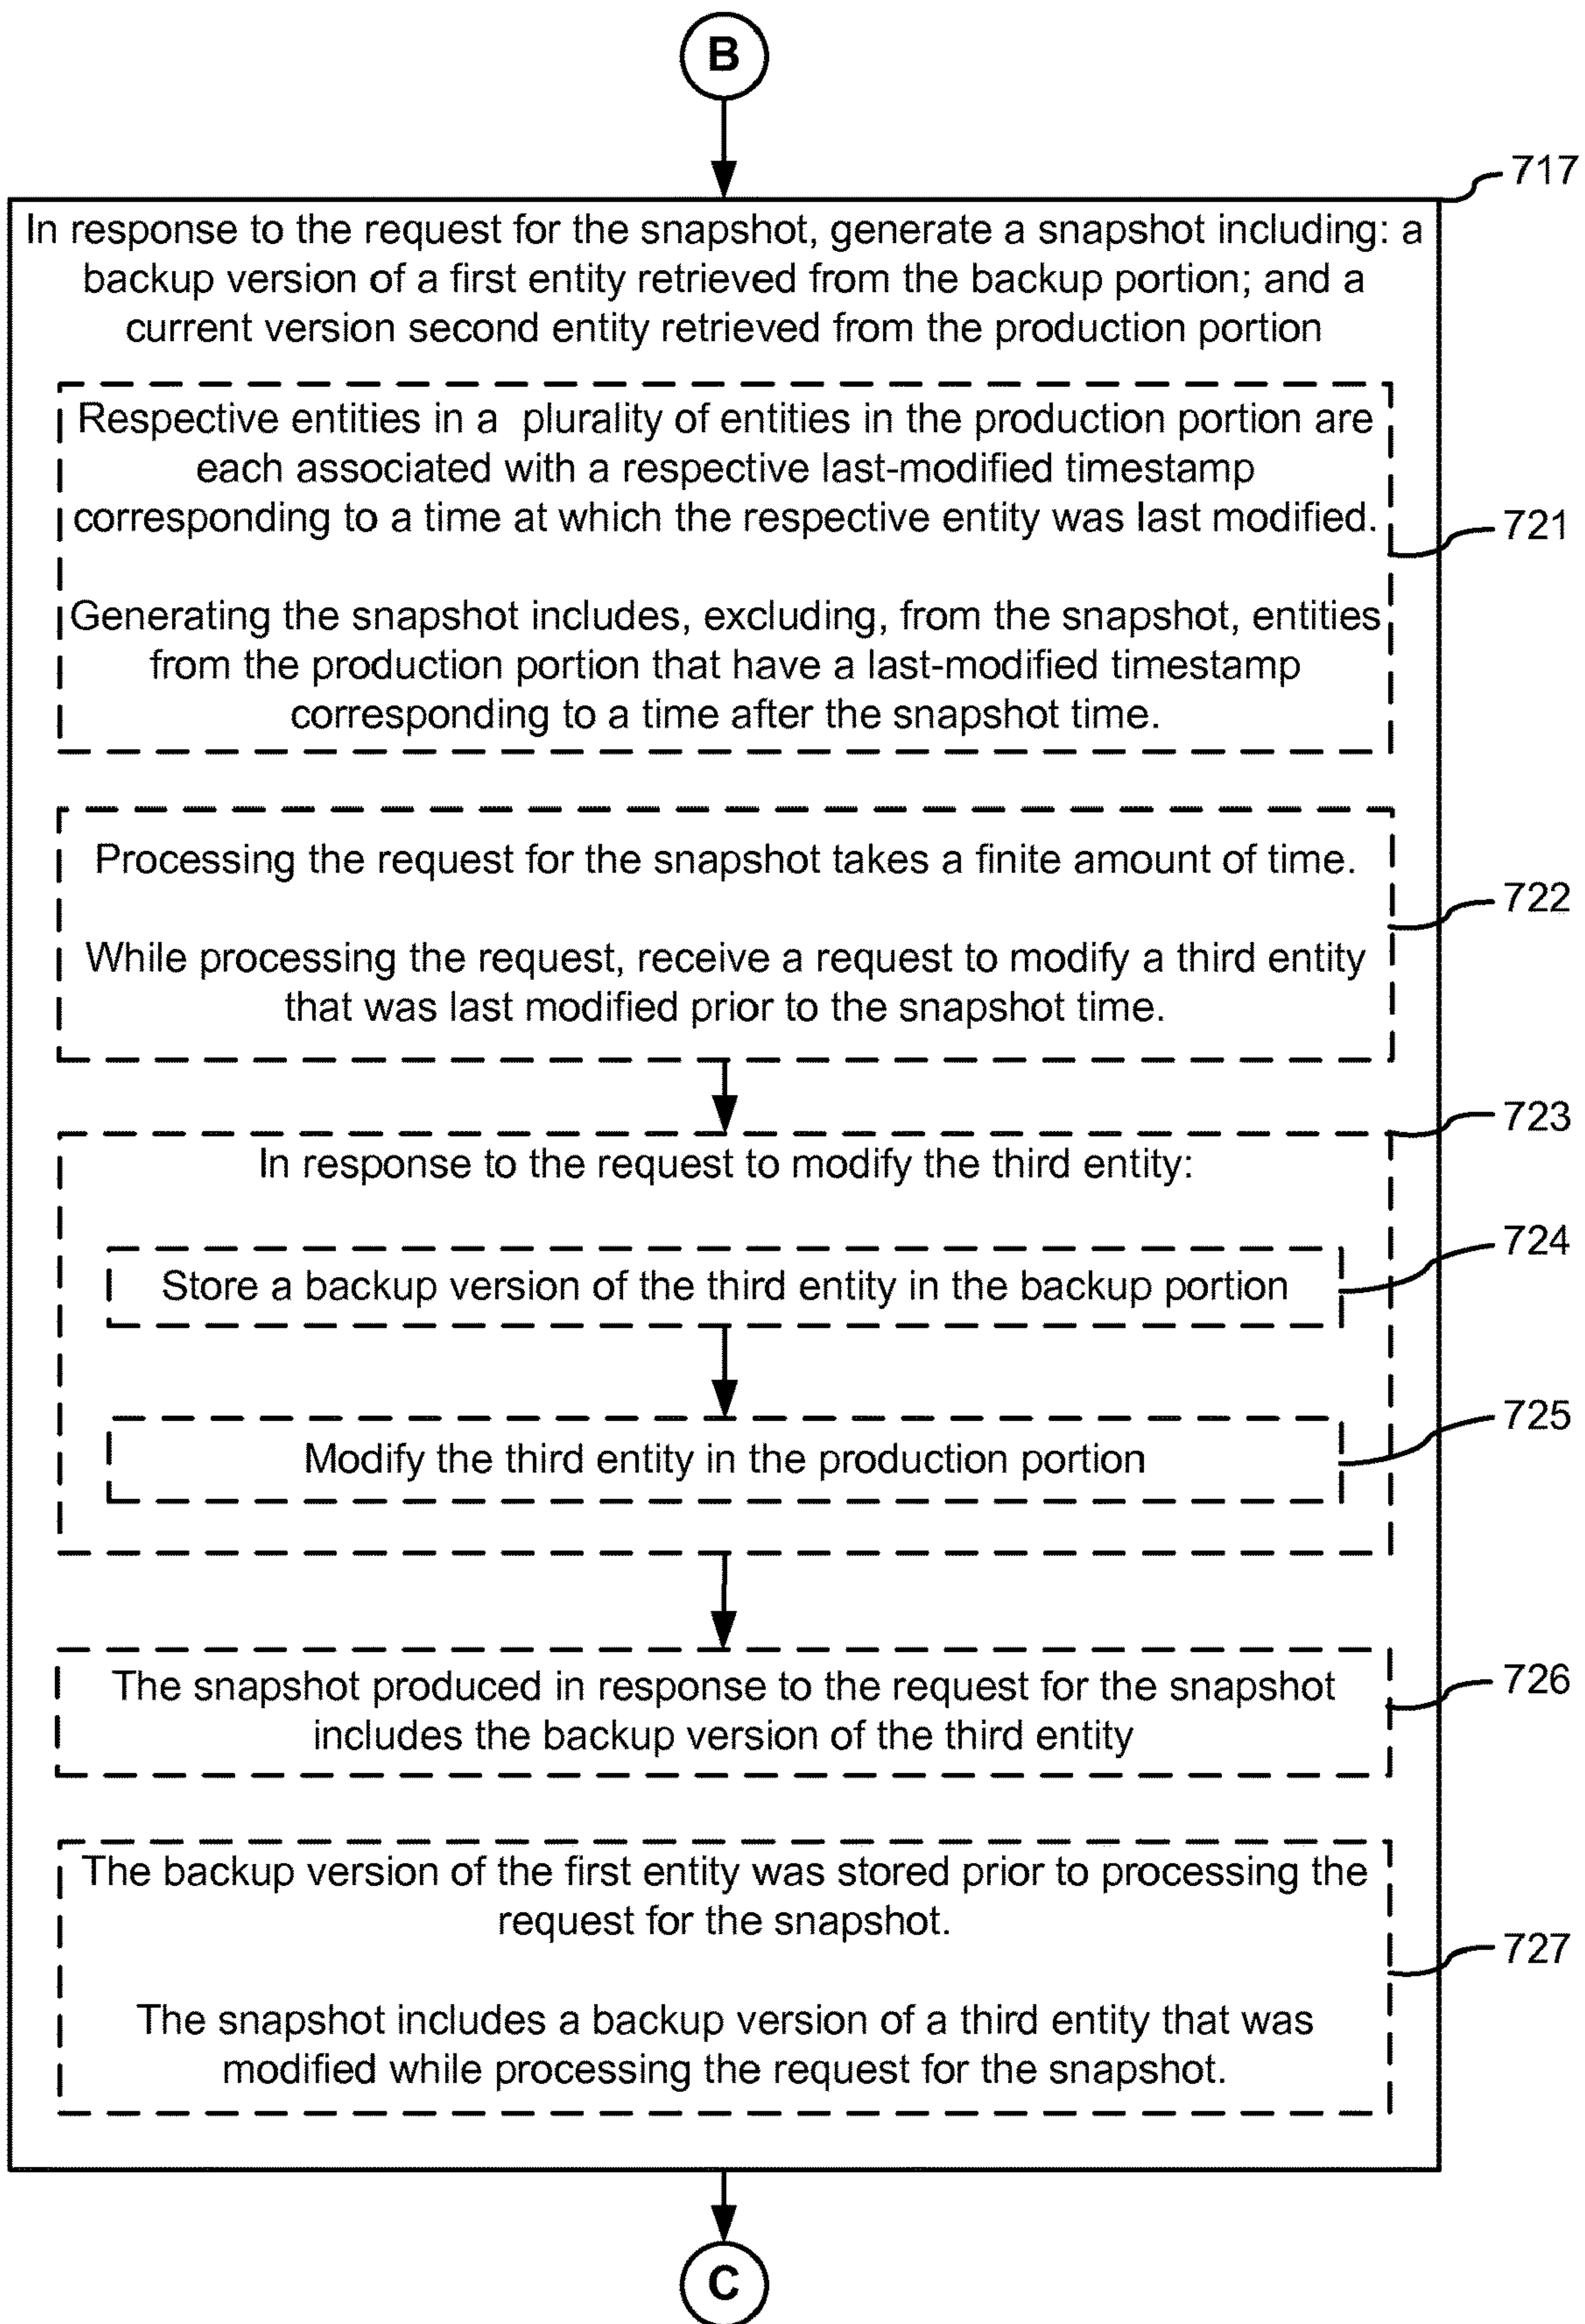 B
717
In response to the request for the snapshot, generate a snapshot including: a
backup version of a first entity retrieved from the backup portion; and a
current version second entity retrieved from the production portion
Respective entities in a plurality of entities in the production portion are
each associated with a respective last-modified timestamp
corresponding to a time at which the respective entity was last modified.
721
Generating the snapshot includes, excluding, from the snapshot, entities
from the production portion that have a last-modified timestamp
corresponding to a time after the snapshot time.
Processing the request for the snapshot takes a finite amount of time.
722
While processing the request, receive a request to modify a third entity
that was last modified prior to the snapshot time.
723
In response to the request to modify the third entity:
724
Store a backup version of the third entity in the backup portion
725
Modify the third entity in the production portion
The snapshot produced in response to the request for the snapshot
includes the backup version of the third entity
726
The backup version of the first entity was stored prior to processing the
request for the snapshot.
727
The snapshot includes a backup version of a third entity that was
modified while processing the request for the snapshot.
C